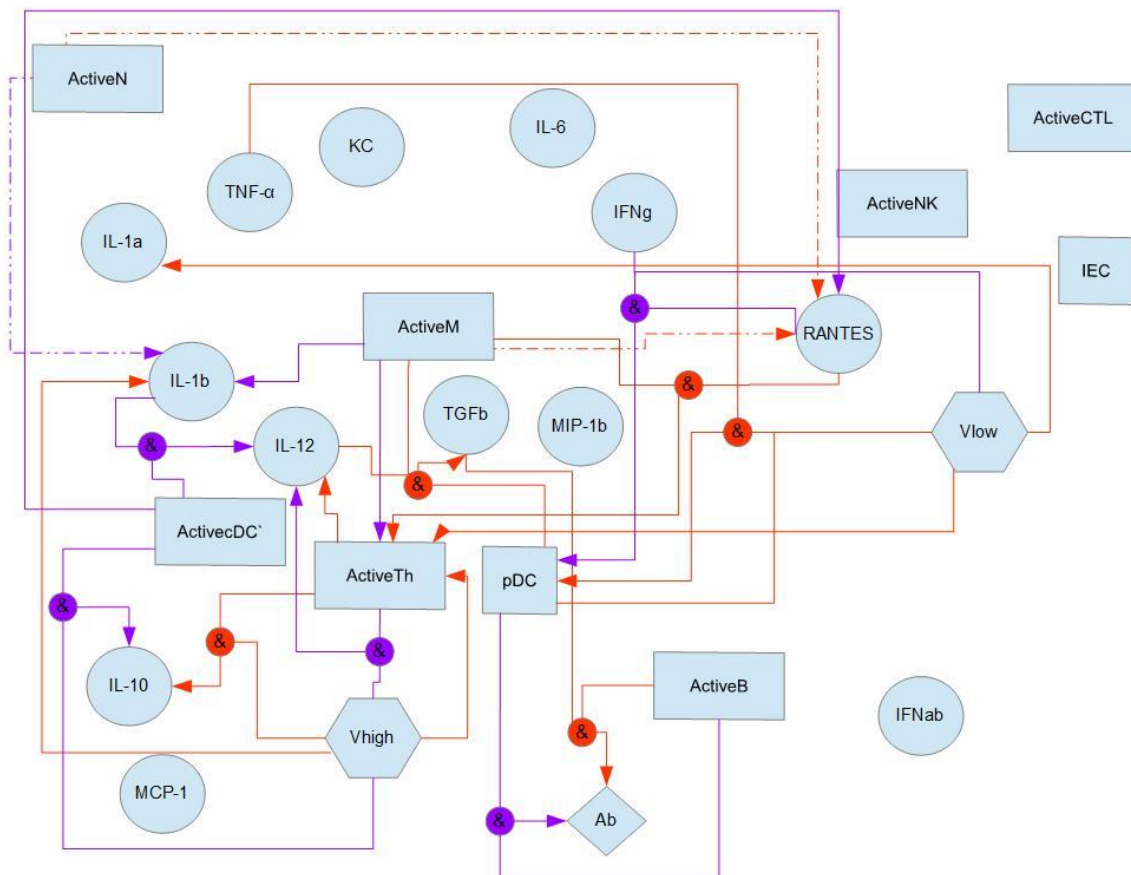 ActiveN
ActiveCTL
IL-6
KC
TNF-α
ActiveNK
IFNg
IL-1a
IEC
&
ActiveM
RANTES
IL-1b
&
TGFb
MIP-1b
&
Vlow
&
IL-12
&
ActivecDC`
ActiveTh
pDC
&
&
&
IL-10
ActiveB
IFNab
Vhigh
&
MCP-1
&
Ab